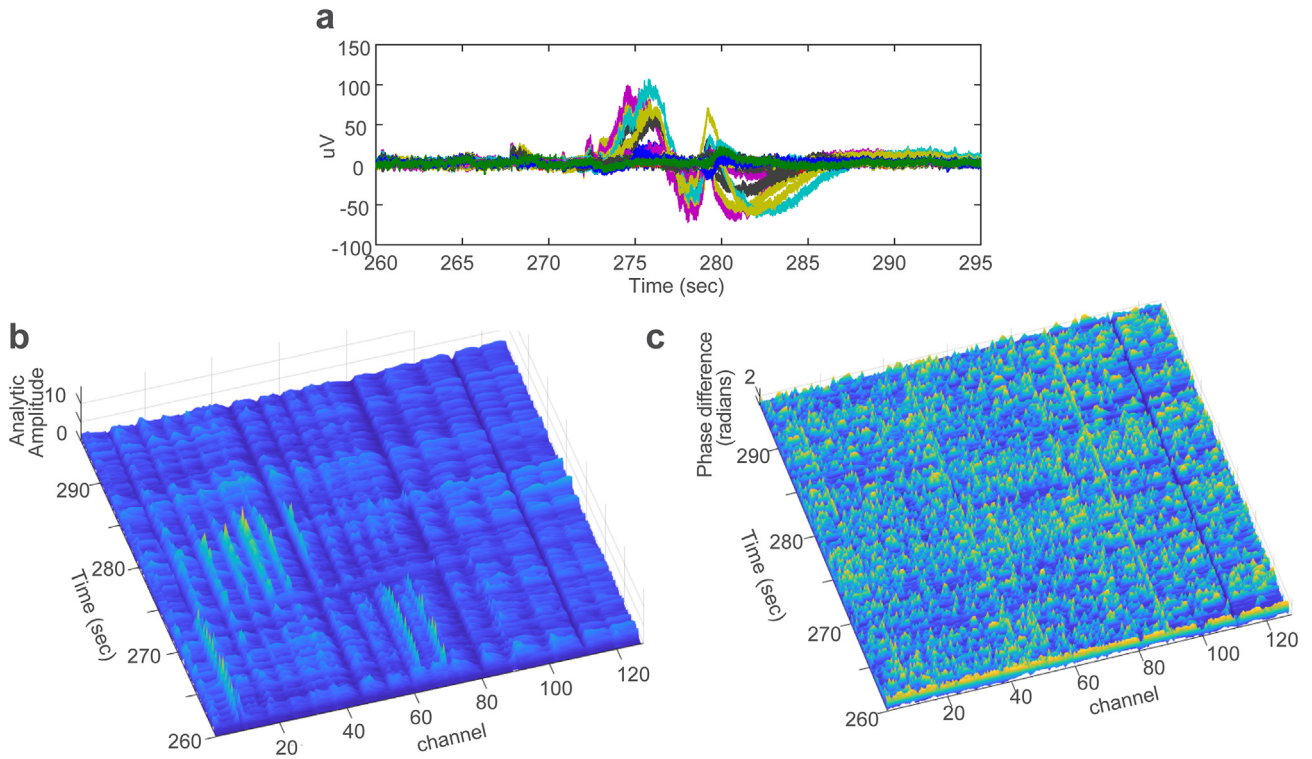 a
150
100
50
0
-50
-100
uV
260 265 270 275 280 285 290 295
Time (sec)
b
Analytic
Amplitude
10
0
290
280
270
260
Time (sec)
20 40 60 80 100 120
channel
c
Phase difference
(radians)
2
290
280
270
260
Time (sec)
20 40 60 80 100 120
channel